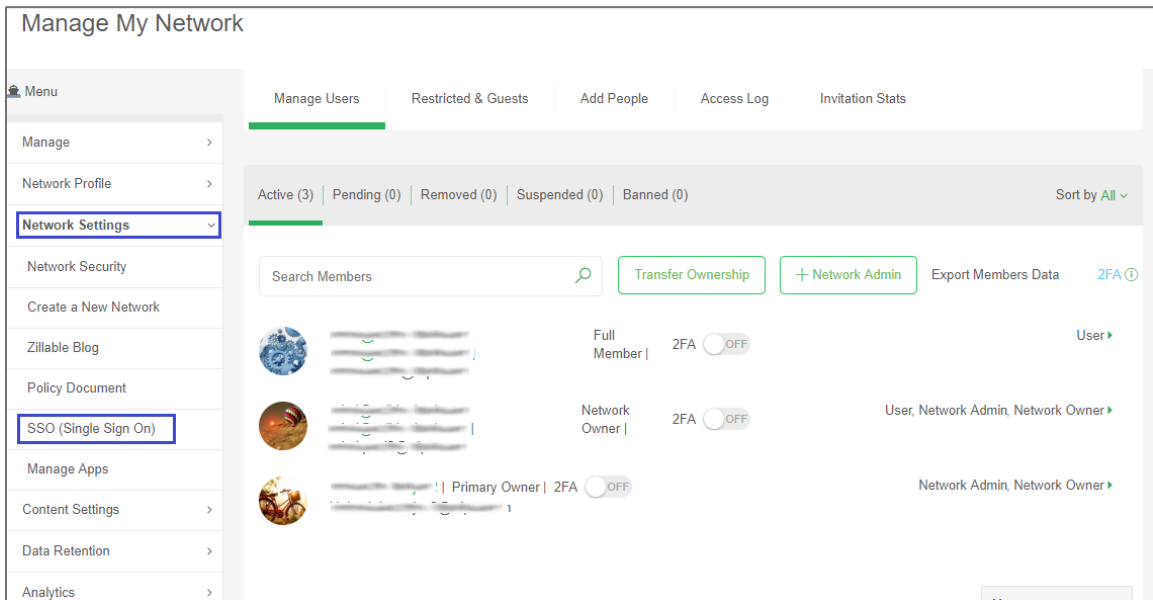 Manage My Network
Menu
Manage
Network Profile
Network Settings
Network Security
Create a New Network
Zillable Blog
Policy Document
SSO (Single Sign On)
Manage Apps
Content Settings
Data Retention
Analytics
Manage Users Restricted & Guests Add People Access Log Invitation Stats
Active (3) Pending (0) Removed (0) Suspended (0) Banned (0) Sort by All
Search Members Transfer Ownership + Network Admin Export Members Data 2FA
Full
Member | 2FA OFF User
Network
Owner | 2FA OFF User, Network Admin, Network Owner
| Primary Owner | 2FA OFF Network Admin, Network Owner